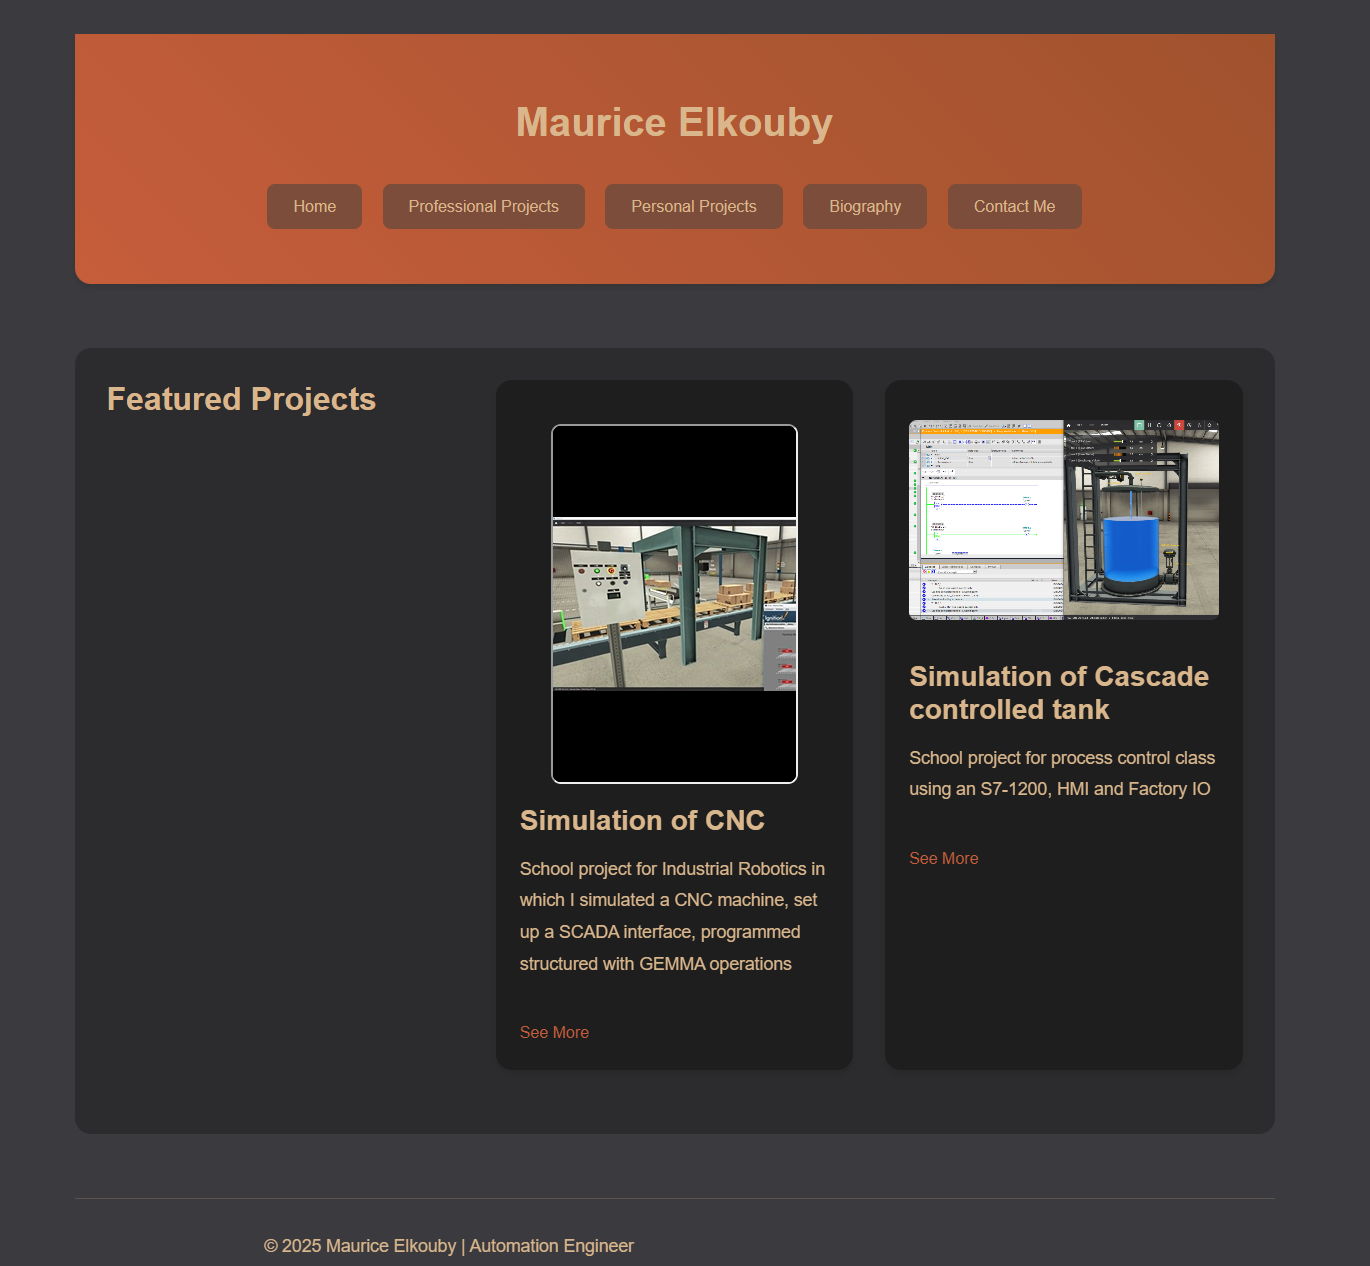 Maurice Elkouby
Home
Professional Projects
Personal Projects
Biography
Contact Me
Featured Projects
Ignition
Simulation of CNC
School project for Industrial Robotics in
which I simulated a CNC machine, set
up a SCADA interface, programmed
structured with GEMMA operations
See More
Simulation of Cascade
controlled tank
School project for process control class
using an S7-1200, HMI and Factory IO
See More
© 2025 Maurice Elkouby | Automation Engineer